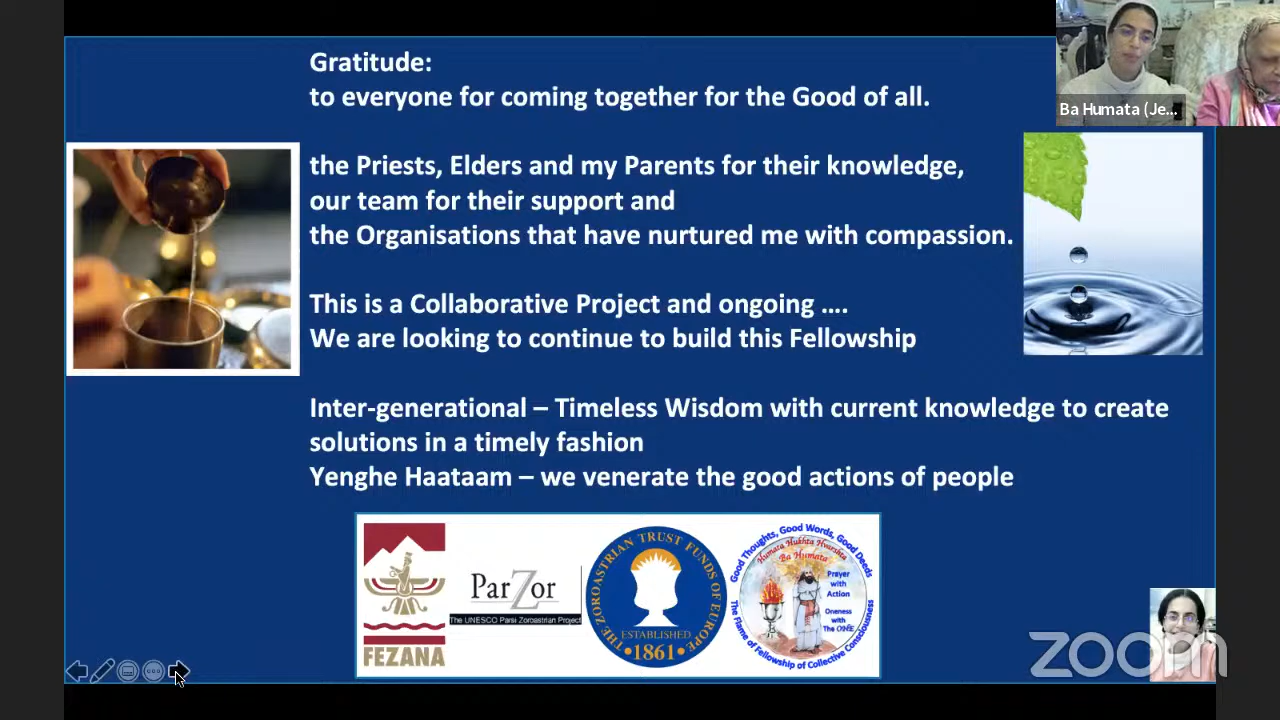 Gratitude:
to everyone for coming together for the Good of all.
Ba Humata (Je...
the Priests, Elders and my Parents for their knowledge,
our team for their support and
the Organisations that have nurtured me with compassion.
This is a Collaborative Project and ongoing ....
We are looking to continue to build this Fellowship
Inter-generational – Timeless Wisdom with current knowledge to create
solutions in a timely fashion
Yenghe Haataam – we venerate the good actions of people
FEZANA
ParZor
The UNESCO Parsi Zoroastrian Project
THE ZOROASTRIAN TRUST FUNDS OF EUROPE
ESTABLISHED
•1861•
Good Thoughts, Good Words, Good Deeds
Humata Hukhta Hvarshta
Ba Humata
Prayer
with
Action
Oneness
with
The ONE
The Flame of Fellowship of Collective Consciousness
zoom